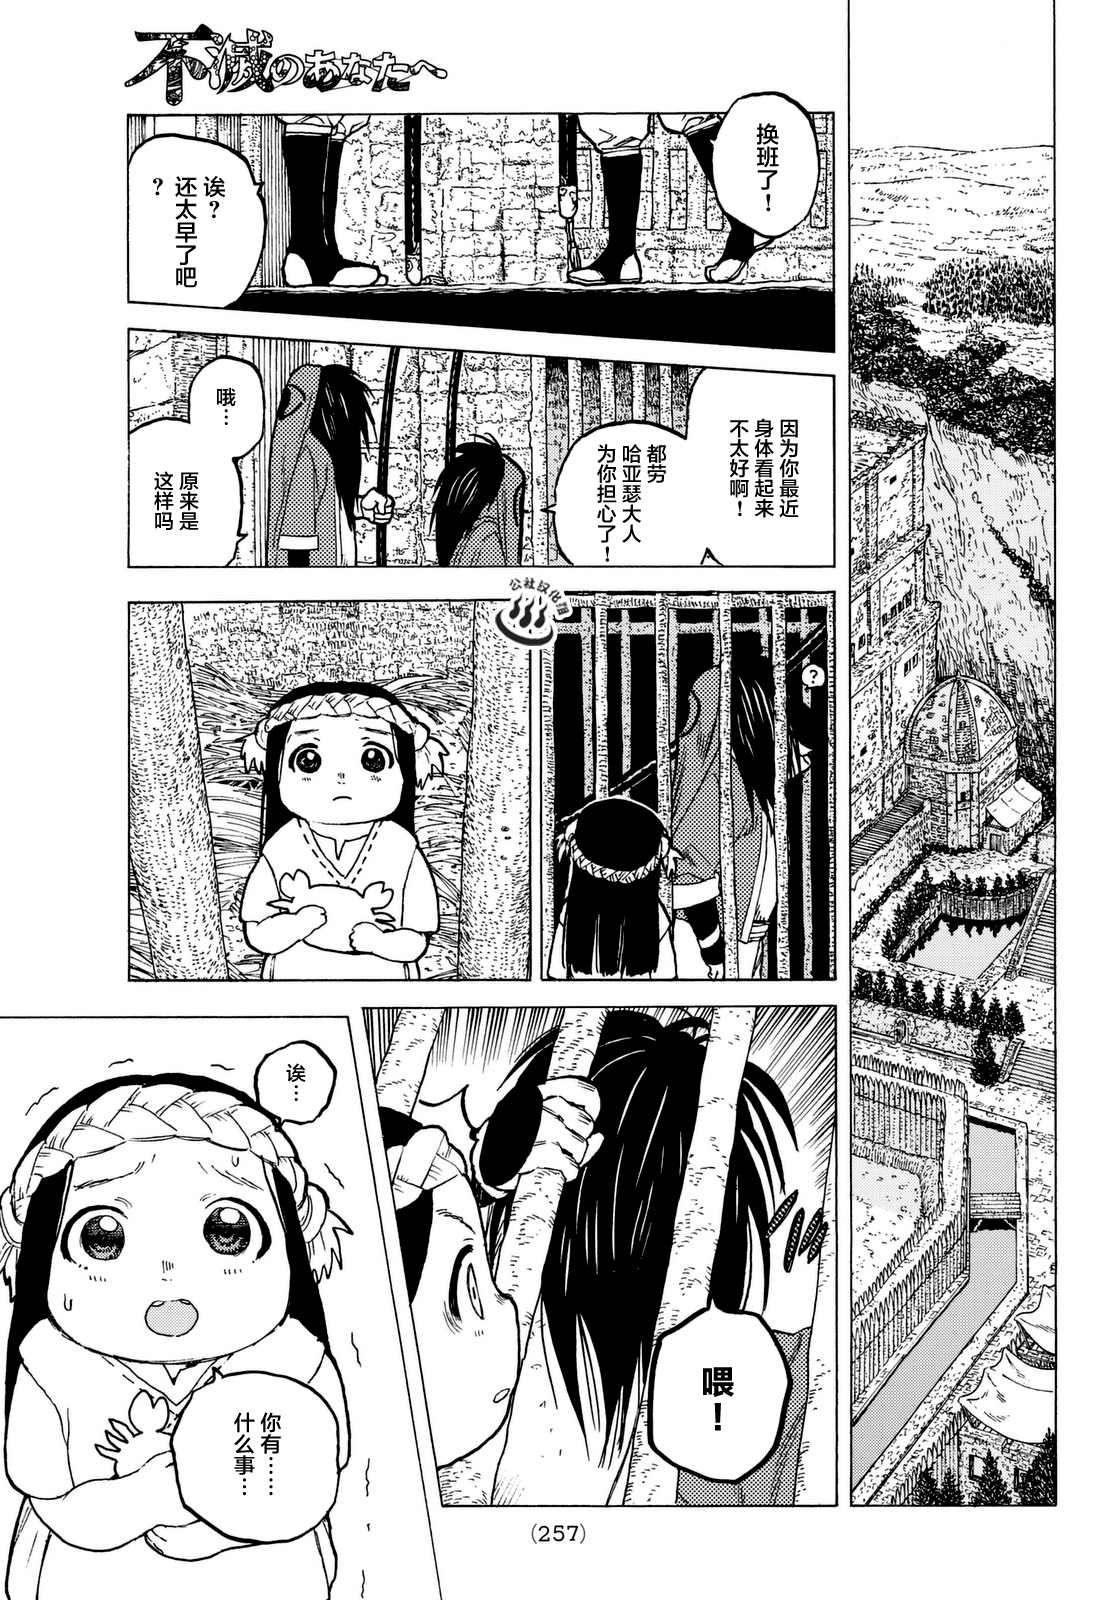 不滅のあなたへ
换班了！
诶？
还太早了吧
？
因为你最近
身体看起来
不太好啊！
都劳
哈亚瑟大人
为你担心了！
哦…
原来是
这样吗
公社汉化组
?
喂！
诶…
你有……
什么事…
(257)